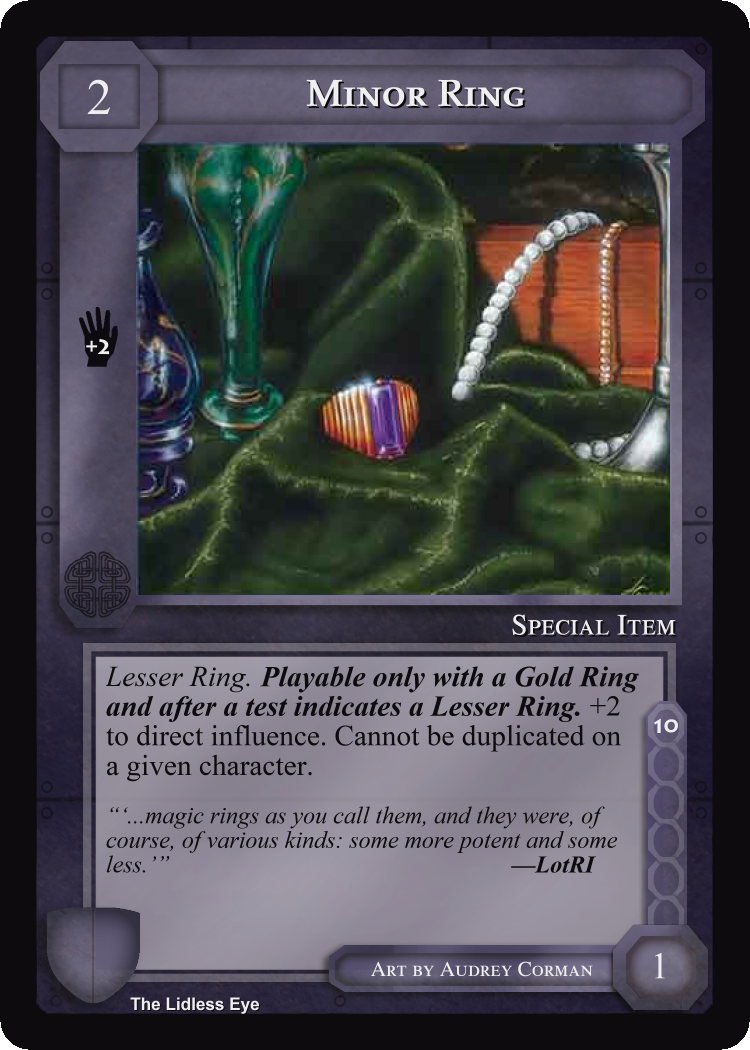 2
Minor Ring
+2
Special Item
Lesser Ring. Playable only with a Gold Ring
and after a test indicates a Lesser Ring. +2
to direct influence. Cannot be duplicated on
a given character.
10
“‘...magic rings as you call them, and they were, of
course, of various kinds: some more potent and some
less.’” —LotRI
Art by Audrey Corman
1
The Lidless Eye